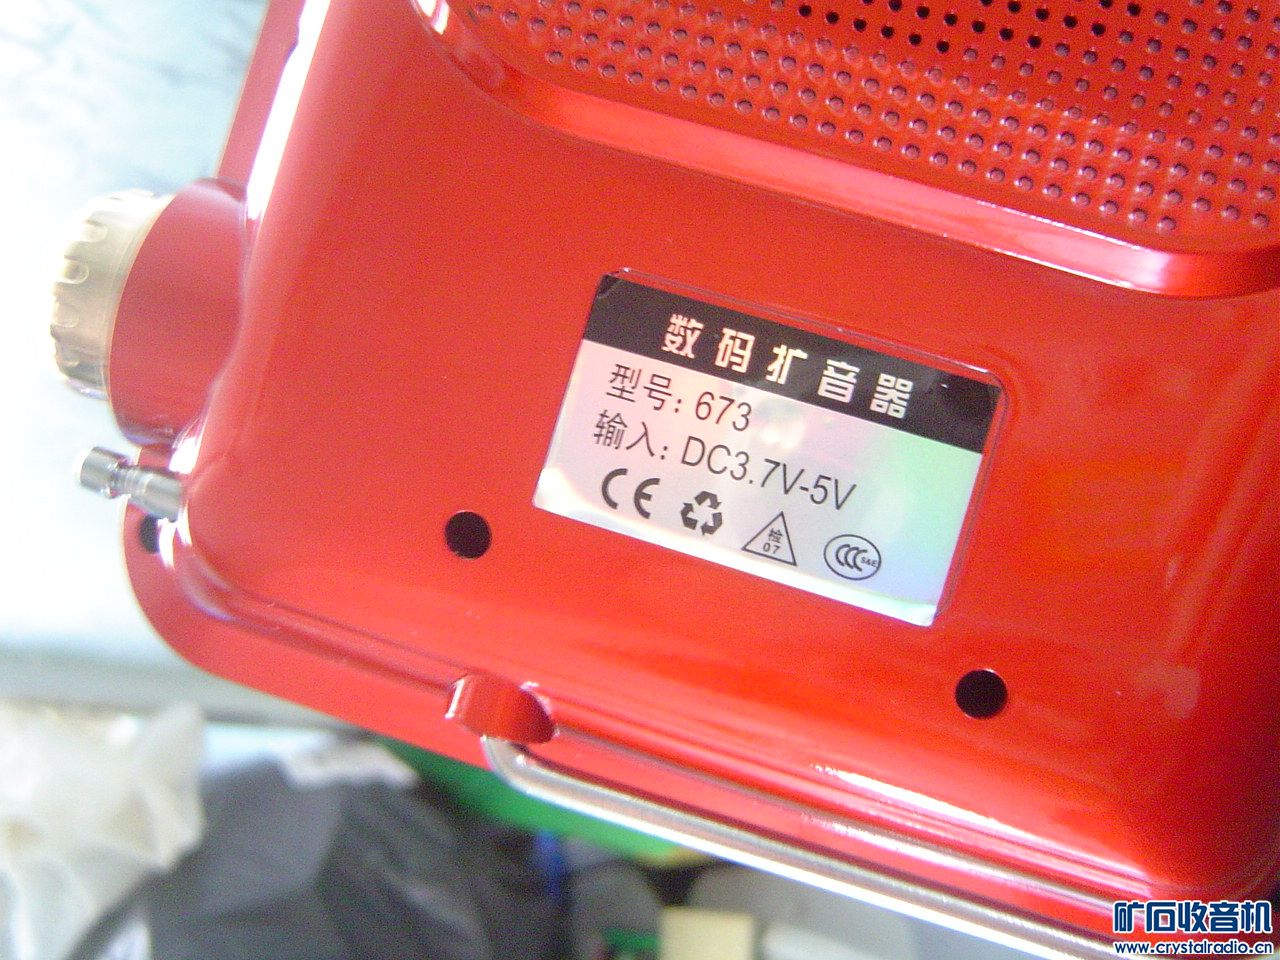 数码扩音器
型号: 673
输入: DC3.7V-5V
CE
检
07
CCC S&E
矿石收音机
www.crystalradio.cn